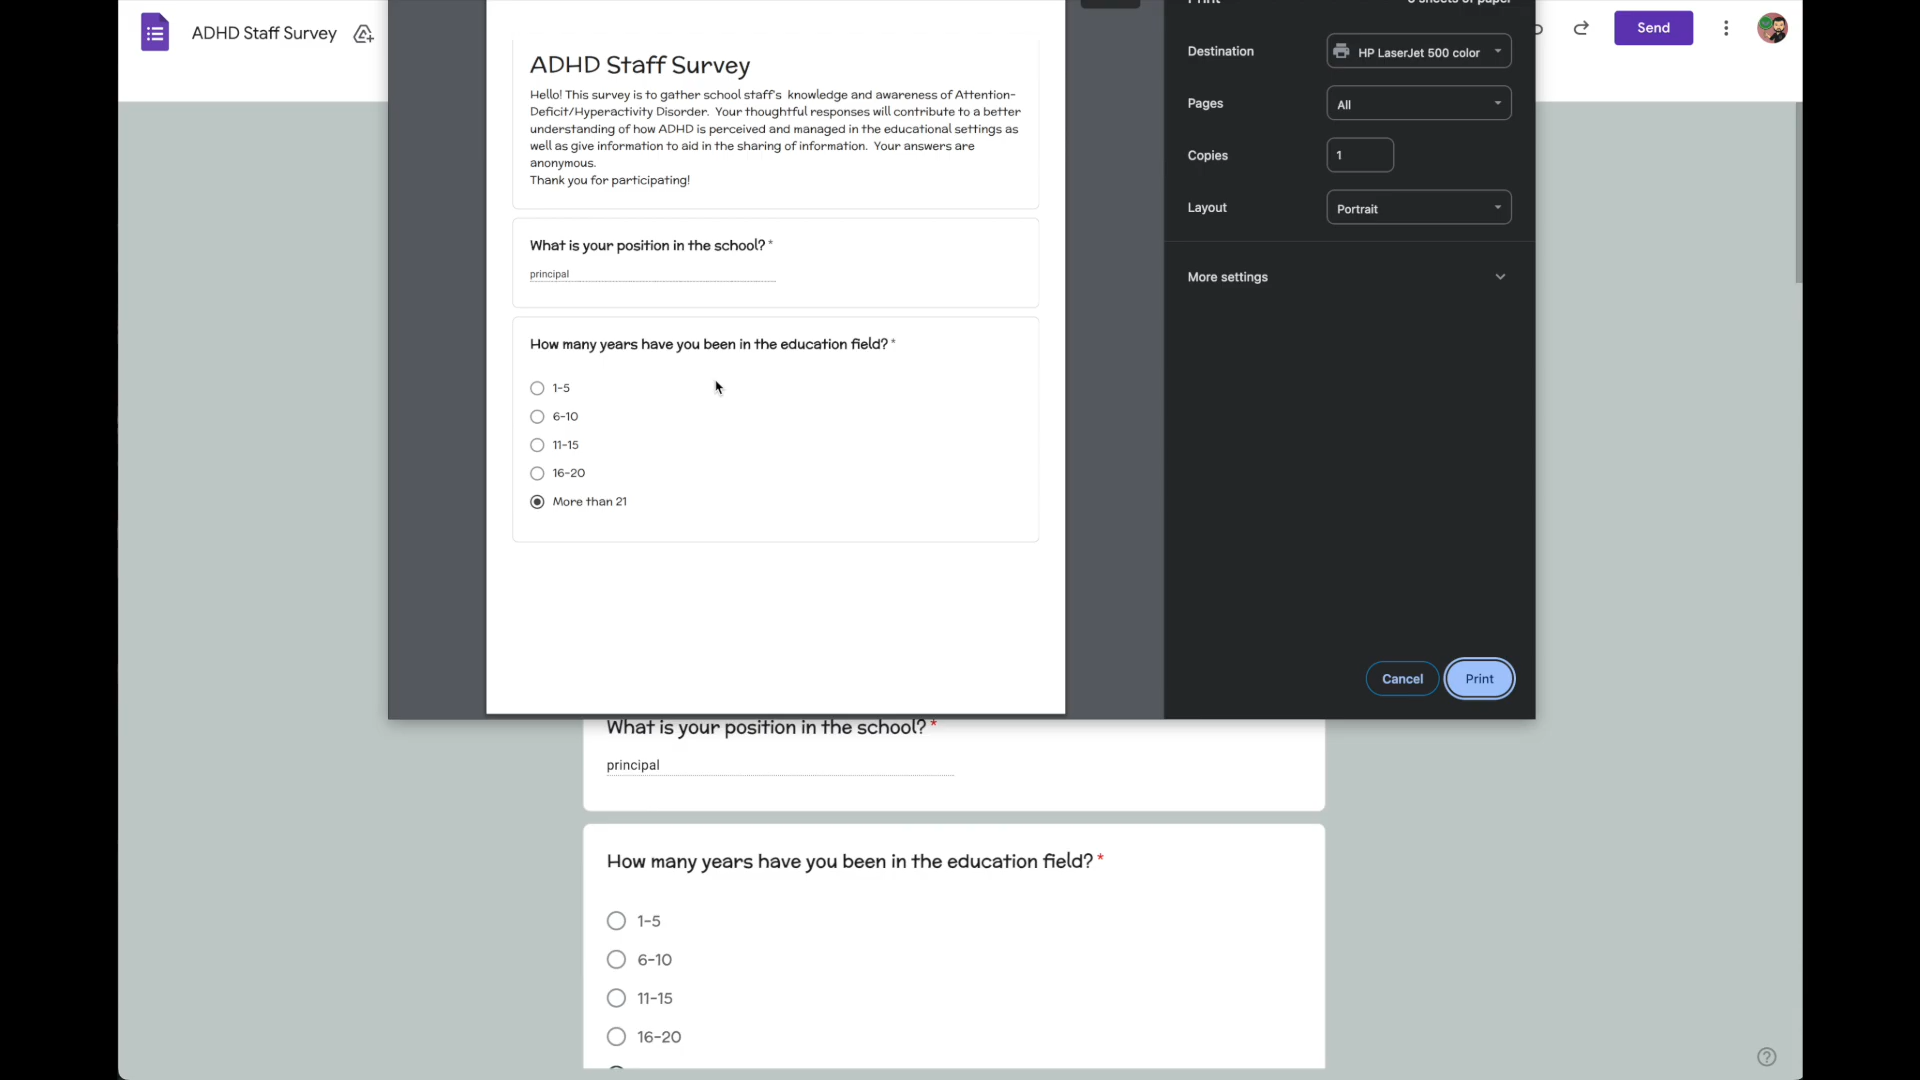 ADHD Staff Survey
Send
Print
sheets of paper
Destination
HP LaserJet 500 color
Pages
All
Copies
1
Layout
Portrait
More settings
Cancel
Print
ADHD Staff Survey
Hello! This survey is to gather school staff's knowledge and awareness of Attention-
Deficit/Hyperactivity Disorder. Your thoughtful responses will contribute to a better
understanding of how ADHD is perceived and managed in the educational settings as
well as give information to aid in the sharing of information. Your answers are
anonymous.
Thank you for participating!
What is your position in the school? *
principal
How many years have you been in the education field? *
1-5
6-10
11-15
16-20
More than 21
What is your position in the school? *
principal
How many years have you been in the education field? *
1-5
6-10
11-15
16-20